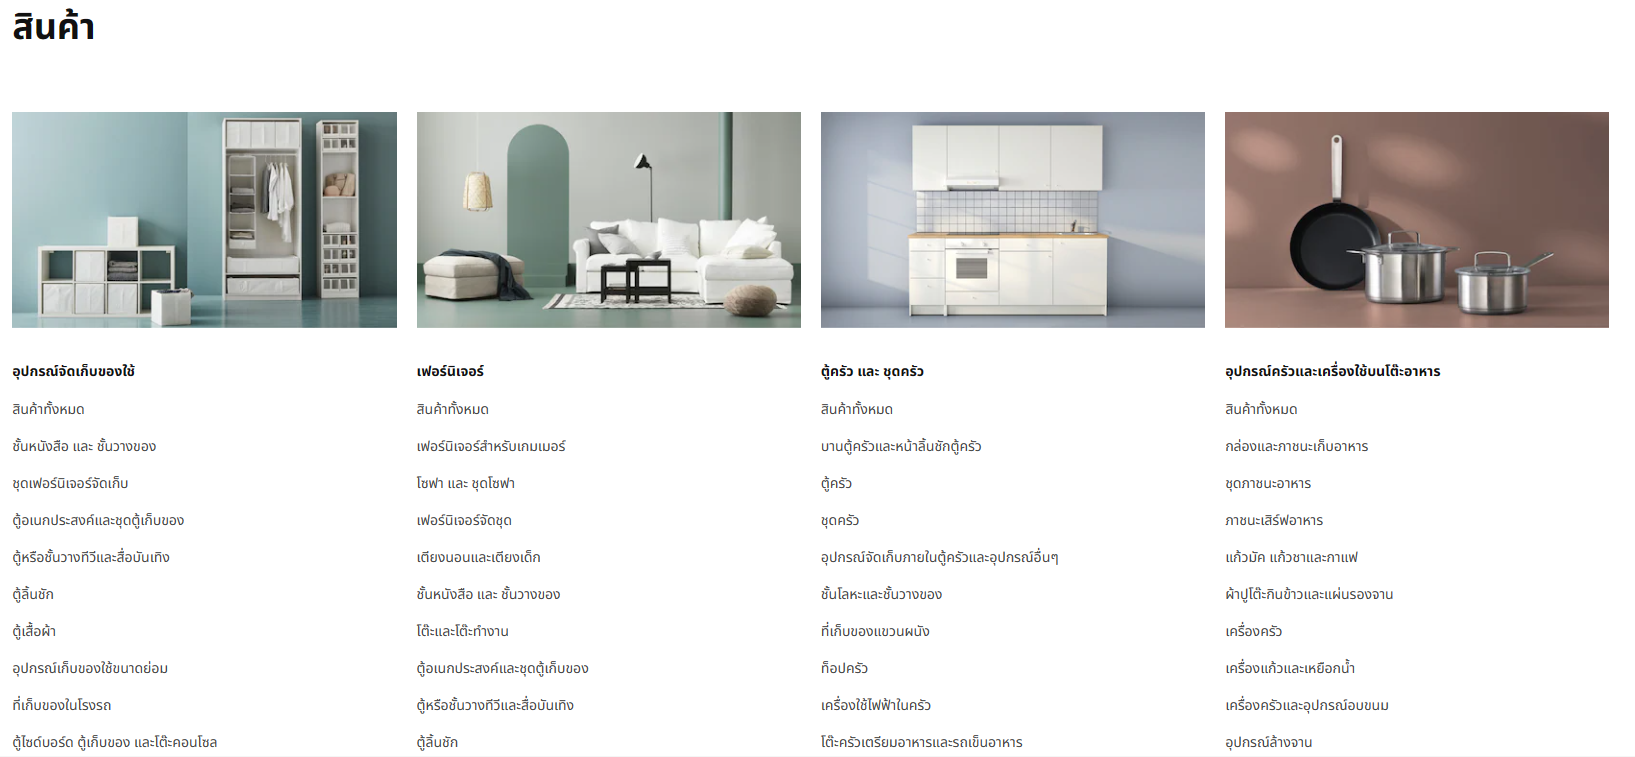 สินค้า
อุปกรณ์จัดเก็บของใช้
สินค้าทั้งหมด
ชั้นหนังสือ และ ชั้นวางของ
ชุดเฟอร์นิเจอร์จัดเก็บ
ตู้อเนกประสงค์และชุดตู้เก็บของ
ตู้หรือชั้นวางทีวีและสื่อบันเทิง
ตู้ลิ้นชัก
ตู้เสื้อผ้า
อุปกรณ์เก็บของใช้ขนาดย่อม
ที่เก็บของในโรงรถ
ตู้ไซด์บอร์ด ตู้เก็บของ และโต๊ะคอนโซล
เฟอร์นิเจอร์
สินค้าทั้งหมด
เฟอร์นิเจอร์สำหรับเกมเมอร์
โซฟา และ ชุดโซฟา
เฟอร์นิเจอร์จัดชุด
เตียงนอนและเตียงเด็ก
ชั้นหนังสือ และ ชั้นวางของ
โต๊ะและโต๊ะทำงาน
ตู้อเนกประสงค์และชุดตู้เก็บของ
ตู้หรือชั้นวางทีวีและสื่อบันเทิง
ตู้ลิ้นชัก
ตู้ครัว และ ชุดครัว
สินค้าทั้งหมด
บานตู้ครัวและหน้าลิ้นชักตู้ครัว
ตู้ครัว
ชุดครัว
อุปกรณ์จัดเก็บภายในตู้ครัวและอุปกรณ์อื่นๆ
ชั้นโลหะและชั้นวางของ
ที่เก็บของแขวนผนัง
ท็อปครัว
เครื่องใช้ไฟฟ้าในครัว
โต๊ะครัวเตรียมอาหารและรถเข็นอาหาร
อุปกรณ์ครัวและเครื่องใช้บนโต๊ะอาหาร
สินค้าทั้งหมด
กล่องและภาชนะเก็บอาหาร
ชุดภาชนะอาหาร
ภาชนะเสิร์ฟอาหาร
แก้วมัค แก้วชาและกาแฟ
ผ้าปูโต๊ะกินข้าวและแผ่นรองจาน
เครื่องครัว
เครื่องแก้วและเหยือกน้ำ
เครื่องครัวและอุปกรณ์อบขนม
อุปกรณ์ล้างจาน